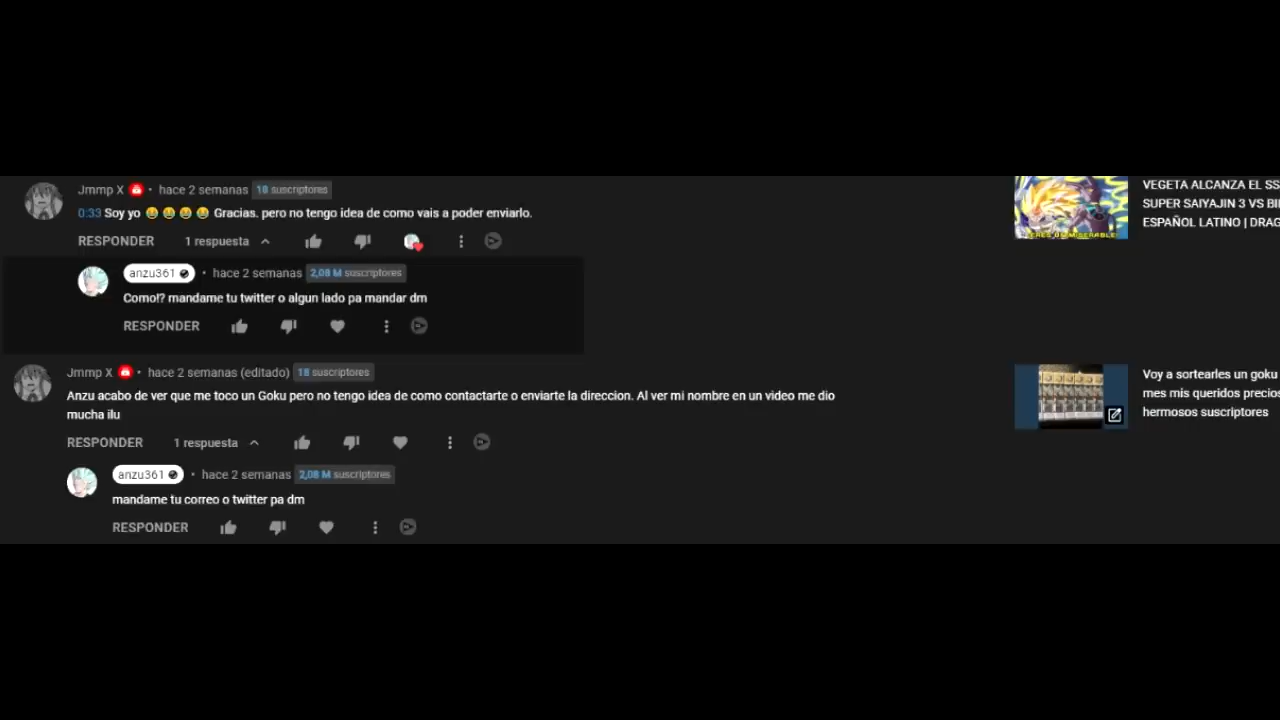 Jmmp X • hace 2 semanas 18 suscriptores
0:33 Soy yo 😂 😂 😂 😂 Gracias. pero no tengo idea de como vais a poder enviarlo.
RESPONDER 1 respuesta
anzu361 • hace 2 semanas 2,08 M suscriptores
Como!? mandame tu twitter o algun lado pa mandar dm
RESPONDER
Jmmp X • hace 2 semanas (editado) 18 suscriptores
Anzu acabo de ver que me toco un Goku pero no tengo idea de como contactarte o enviarte la direccion. Al ver mi nombre en un video me dio
mucha ilu
RESPONDER 1 respuesta
anzu361 • hace 2 semanas 2,08 M suscriptores
mandame tu correo o twitter pa dm
RESPONDER
VEGETA ALCANZA EL SS
SUPER SAIYAJIN 3 VS BI
ESPAÑOL LATINO | DRAG
ERES UN MISERABLE!
Voy a sortearles un goku
mes mis queridos precios
hermosos suscriptores